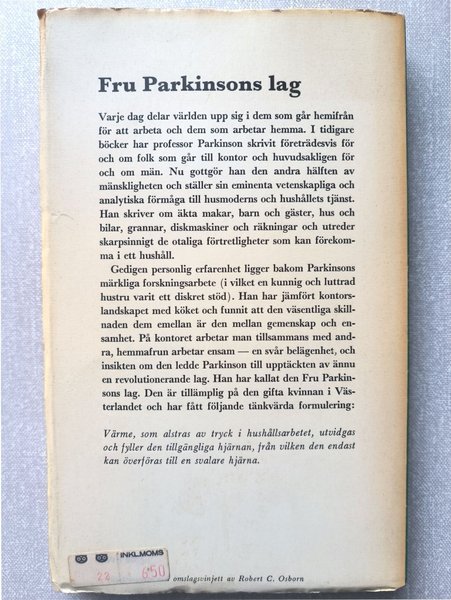 Fru Parkinsons lag
Varje dag delar världen upp sig i dem som går hemifrån
för att arbeta och dem som arbetar hemma. I tidigare
böcker har professor Parkinson skrivit företrädesvis för
och om folk som går till kontor och huvudsakligen för
och om män. Nu gottgör han den andra hälften av
mänskligheten och ställer sin eminenta vetenskapliga och
analytiska förmåga till husmoderns och hushållets tjänst.
Han skriver om äkta makar, barn och gäster, hus och
bilar, grannar, diskmaskiner och räkningar och utreder
skarpsinnigt de otaliga förtretligheter som kan förekom-
ma i ett hushåll.
Gedigen personlig erfarenhet ligger bakom Parkinsons
märkliga forskningsarbete (i vilket en kunnig och luttrad
hustru varit ett diskret stöd). Han har jämfört kontors-
landskapet med köket och funnit att den väsentliga skill-
naden dem emellan är den mellan gemenskap och en-
samhet. På kontoret arbetar man tillsammans med and-
ra, hemmafrun arbetar ensam — en svår belägenhet, och
insikten om den ledde Parkinson till upptäckten av ännu
en revolutionerande lag. Han har kallat den Fru Parkin-
sons lag. Den är tillämplig på den gifta kvinnan i Väs-
terlandet och har fått följande tänkvärda formulering:
Värme, som alstras av tryck i hushållsarbetet, utvidgas
och fyller den tillgängliga hjärnan, från vilken den endast
kan överföras till en svalare hjärna.
INKL.MOMS
22 6:50
omslagsvinjett av Robert C. Osborn